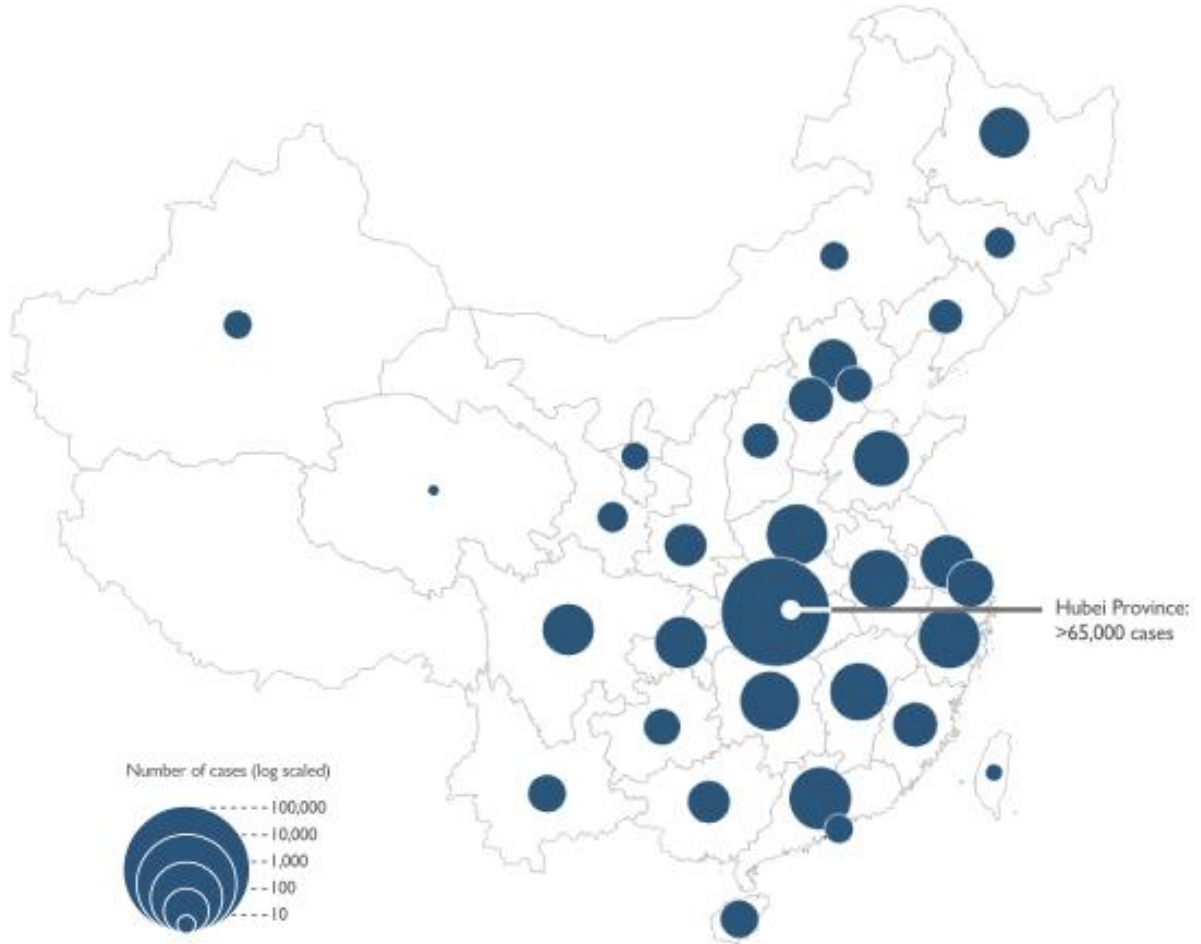 Hubei Province:
>65,000 cases
Number of cases (log scaled)
100,000
10,000
1,000
100
10